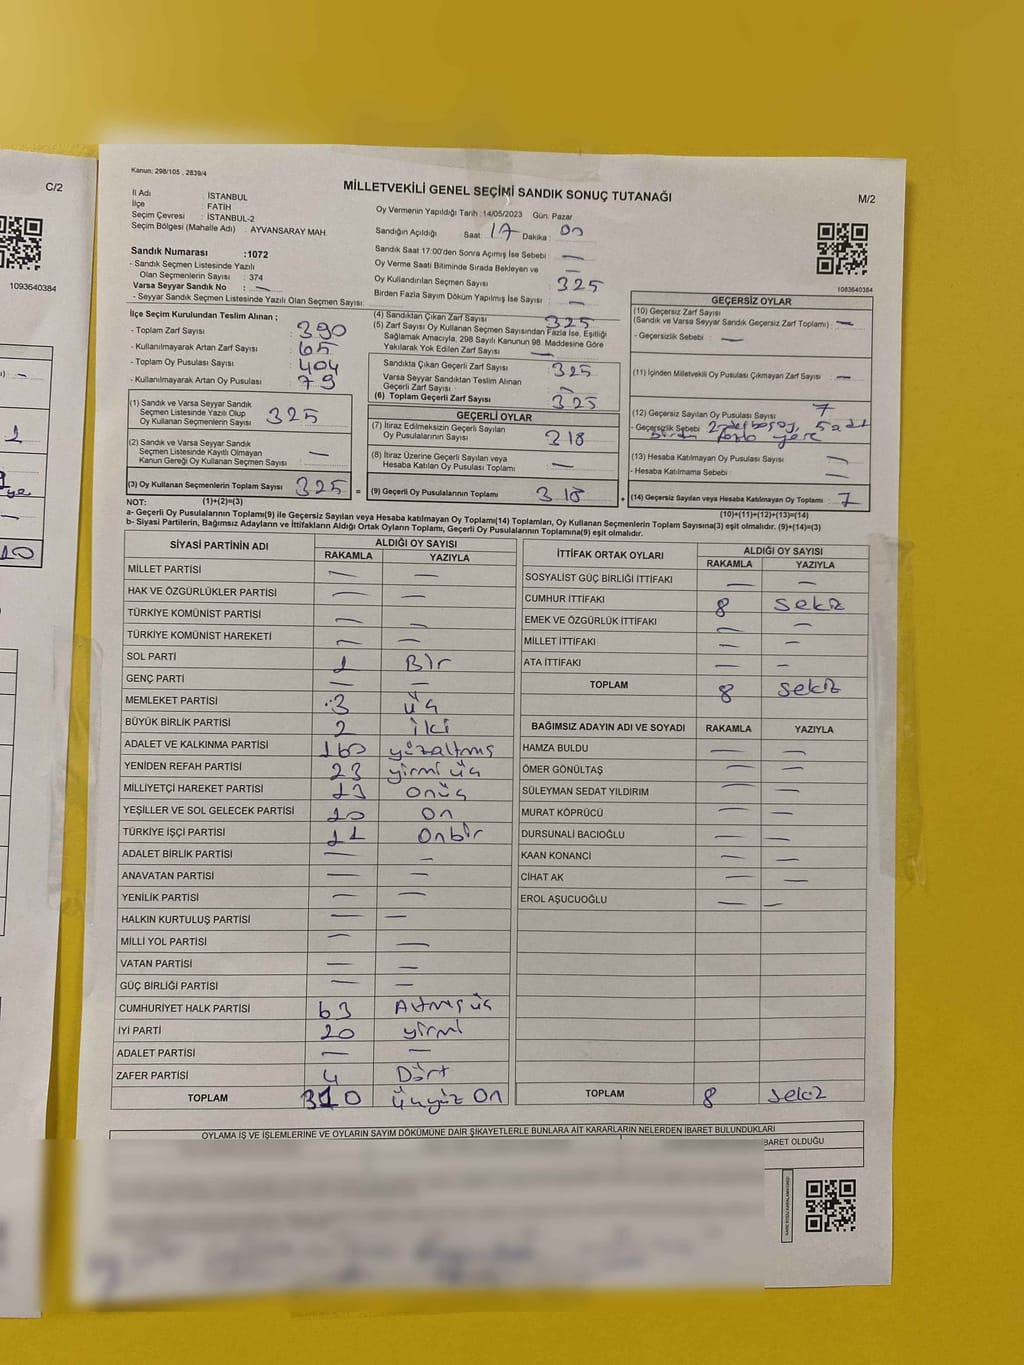 C/2
1093640384
Kanun: 298/105 , 2839/4
MİLLETVEKİLİ GENEL SEÇİMİ SANDIK SONUÇ TUTANAĞI
M/2
İl Adı : İSTANBUL
İlçe : FATİH
Seçim Çevresi : İSTANBUL-2
Seçim Bölgesi (Mahalle Adı) : AYVANSARAY MAH.
Oy Vermenin Yapıldığı Tarih : 14/05/2023 Gün: Pazar
Sandığın Açıldığı Saat: 17 Dakika : 00
Sandık Numarası :1072
- Sandık Seçmen Listesinde Yazılı
Olan Seçmenlerin Sayısı : 374
Varsa Seyyar Sandık No : —
- Seyyar Sandık Seçmen Listesinde Yazılı Olan Seçmen Sayısı:
Sandık Saat 17:00'den Sonra Açımış İse Sebebi : —
Oy Verme Saati Bitiminde Sırada Bekleyen ve —
Oy Kullandırılan Seçmen Sayısı : 325
Birden Fazla Sayım Döküm Yapılmış İse Sayısı : —
1083640384
İlçe Seçim Kurulundan Teslim Alınan ;
- Toplam Zarf Sayısı : 390
- Kullanılmayarak Artan Zarf Sayısı : 65
- Toplam Oy Pusulası Sayısı : 404
- Kullanılmayarak Artan Oy Pusulası : 79
(1) Sandık ve Varsa Seyyar Sandık
Seçmen Listesinde Yazılı Olup
Oy Kullanan Seçmenlerin Sayısı : 325
(2) Sandık ve Varsa Seyyar Sandık
Seçmen Listesinde Kayıtlı Olmayan
Kanun Gereği Oy Kullanan Seçmen Sayısı : —
(3) Oy Kullanan Seçmenlerin Toplam Sayısı : 325 =
(1)+(2)=(3)
(4) Sandıktan Çıkan Zarf Sayısı : 325
(5) Zarf Sayısı Oy Kullanan Seçmen Sayısından Fazla İse, Eşitliği
Sağlamak Amacıyla; 298 Sayılı Kanunun 98. Maddesine Göre
Yakılarak Yok Edilen Zarf Sayısı : —
Sandıkta Çıkan Geçerli Zarf Sayısı : 325
Varsa Seyyar Sandıktan Teslim Alınan
Geçerli Zarf Sayısı : —
(6) Toplam Geçerli Zarf Sayısı : 325
GEÇERLİ OYLAR
(7) İtiraz Edilmeksizin Geçerli Sayılan
Oy Pusulalarının Sayısı : 318
(8) İtiraz Üzerine Geçerli Sayılan veya
Hesaba Katılan Oy Pusulası Toplamı : —
(9) Geçerli Oy Pusulalarının Toplamı : 318 +
GEÇERSİZ OYLAR
(10) Geçersiz Zarf Sayısı
(Sandık ve Varsa Seyyar Sandık Geçersiz Zarf Toplamı) : —
- Geçersizlik Sebebi : —
(11) İçinden Milletvekili Oy Pusulası Çıkmayan Zarf Sayısı : —
(12) Geçersiz Sayılan Oy Pusulası Sayısı : 7
- Geçersizlik Sebebi : 5 adet
birden fazla yere
(13) Hesaba Katılmayan Oy Pusulası Sayısı : —
- Hesaba Katılmama Sebebi : —
(14) Geçersiz Sayılan veya Hesaba Katılmayan Oy Toplamı : 7
(10)+(11)+(12)+(13)=(14)
NOT:
a- Geçerli Oy Pusulalarının Toplamı(9) ile Geçersiz Sayılan veya Hesaba katılmayan Oy Toplamı(14) Toplamları, Oy Kullanan Seçmenlerin Toplam Sayısına(3) eşit olmalıdır. (9)+(14)=(3)
b- Siyasi Partilerin, Bağımsız Adayların ve İttifakların Aldığı Ortak Oyların Toplamı, Geçerli Oy Pusulalarının Toplamına(9) eşit olmalıdır.
SİYASİ PARTİNİN ADI ALDIĞI OY SAYISI
RAKAMLA YAZIYLA
MİLLET PARTİSİ — —
HAK VE ÖZGÜRLÜKLER PARTİSİ — —
TÜRKİYE KOMÜNİST PARTİSİ — —
TÜRKİYE KOMÜNİST HAREKETİ — —
SOL PARTİ 1 Bir
GENÇ PARTİ — —
MEMLEKET PARTİSİ 3 üç
BÜYÜK BİRLİK PARTİSİ 2 iki
ADALET VE KALKINMA PARTİSİ 160 yüzaltmış
YENİDEN REFAH PARTİSİ 23 yirmi üç
MİLLİYETÇİ HAREKET PARTİSİ 13 onüç
YEŞİLLER VE SOL GELECEK PARTİSİ 10 on
TÜRKİYE İŞÇİ PARTİSİ 11 onbir
ADALET BİRLİK PARTİSİ — —
ANAVATAN PARTİSİ — —
YENİLİK PARTİSİ — —
HALKIN KURTULUŞ PARTİSİ — —
MİLLİ YOL PARTİSİ — —
VATAN PARTİSİ — —
GÜÇ BİRLİĞİ PARTİSİ — —
CUMHURİYET HALK PARTİSİ 63 Altmış üç
İYİ PARTİ 20 yirmi
ADALET PARTİSİ — —
ZAFER PARTİSİ 4 Dört
TOPLAM 310 üçyüz on
İTTİFAK ORTAK OYLARI ALDIĞI OY SAYISI
RAKAMLA YAZIYLA
SOSYALİST GÜÇ BİRLİĞİ İTTİFAKI — —
CUMHUR İTTİFAKI 8 sekiz
EMEK VE ÖZGÜRLÜK İTTİFAKI — —
MİLLET İTTİFAKI — —
ATA İTTİFAKI — —
TOPLAM 8 sekiz
BAĞIMSIZ ADAYIN ADI VE SOYADI RAKAMLA YAZIYLA
HAMZA BULDU — —
ÖMER GÖNÜLTAŞ — —
SÜLEYMAN SEDAT YILDIRIM — —
MURAT KÖPRÜCÜ — —
DURSUNALİ BACIOĞLU — —
KAAN KONANCİ — —
CİHAT AK — —
EROL AŞUCUOĞLU — —
TOPLAM 8 sekiz
OYLAMA İŞ VE İŞLEMLERİNE VE OYLARIN SAYIM DÖKÜMÜNE DAİR ŞİKAYETLERLE BUNLARA AİT KARARLARIN NELERDEN İBARET BULUNDUKLARI
BARET OLDUĞU